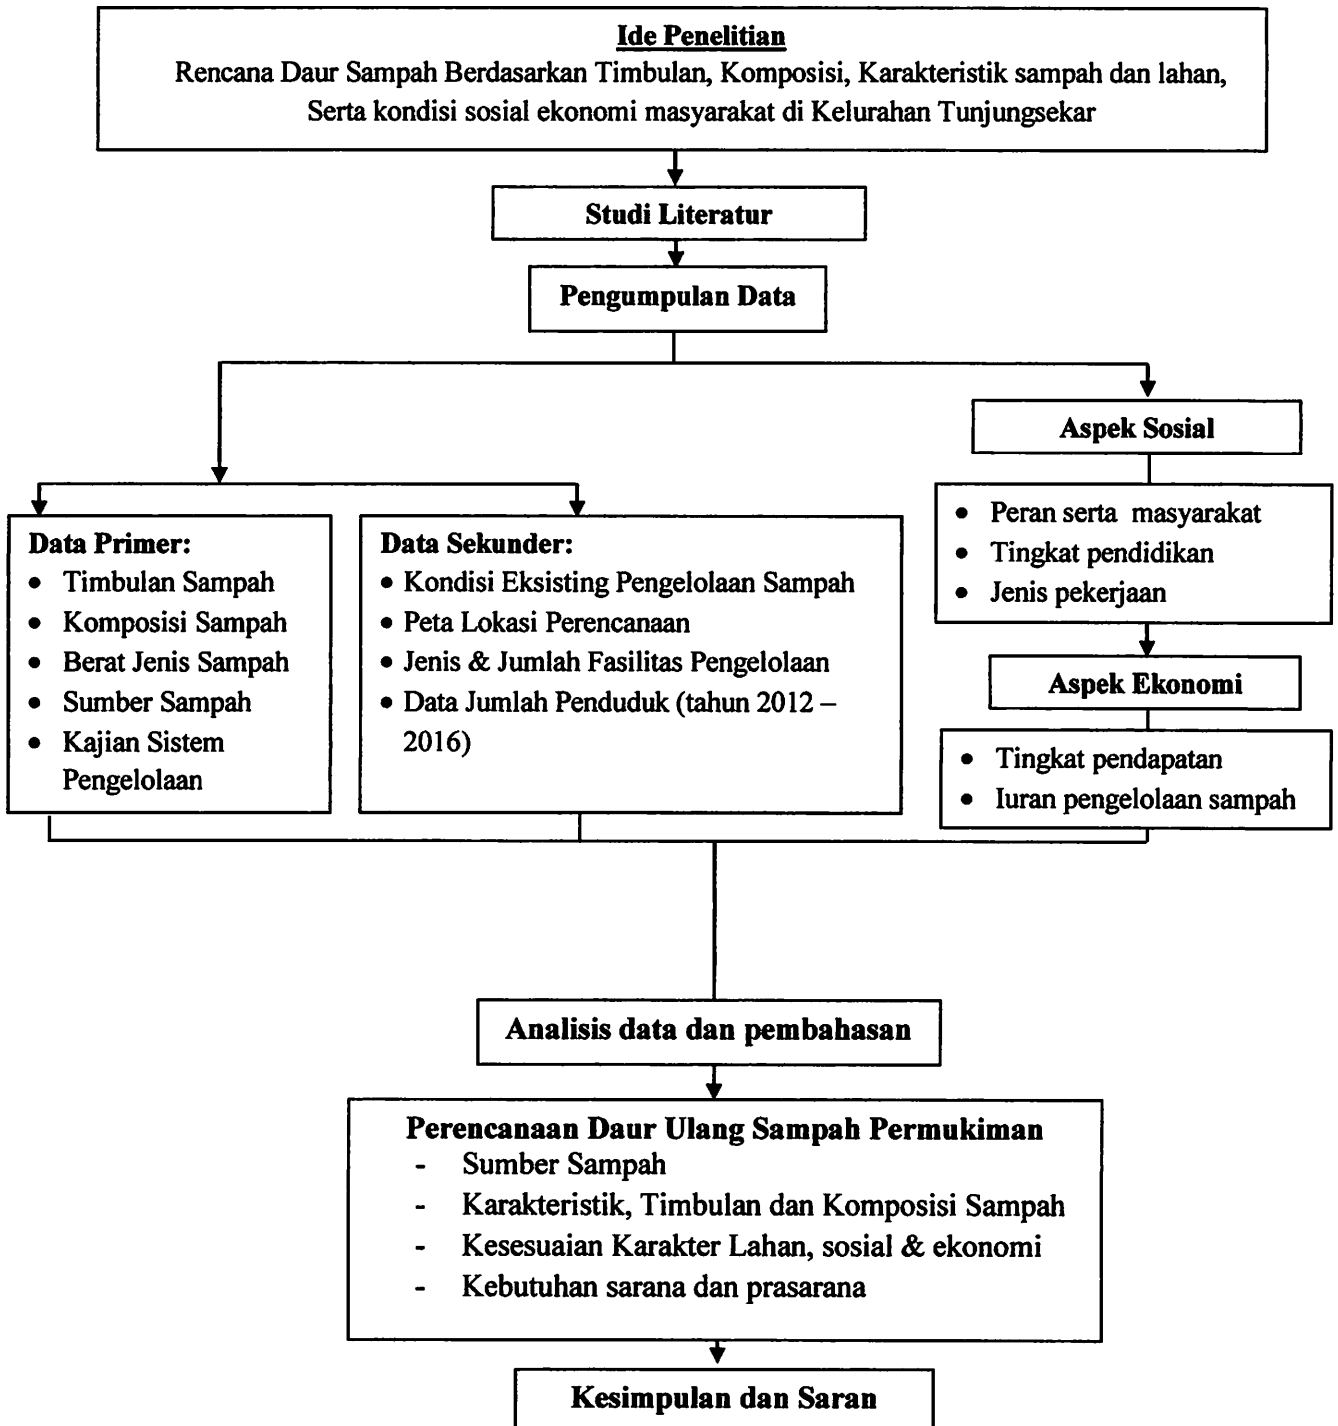 Ide Penelitian
Rencana Daur Sampah Berdasarkan Timbulan, Komposisi, Karakteristik sampah dan lahan,
Serta kondisi sosial ekonomi masyarakat di Kelurahan Tunjungsekar
Studi Literatur
Pengumpulan Data
Data Primer:
• Timbulan Sampah
• Komposisi Sampah
• Berat Jenis Sampah
• Sumber Sampah
• Kajian Sistem
Pengelolaan
Data Sekunder:
• Kondisi Eksisting Pengelolaan Sampah
• Peta Lokasi Perencanaan
• Jenis & Jumlah Fasilitas Pengelolaan
• Data Jumlah Penduduk (tahun 2012 –
2016)
Aspek Sosial
• Peran serta masyarakat
• Tingkat pendidikan
• Jenis pekerjaan
Aspek Ekonomi
• Tingkat pendapatan
• Iuran pengelolaan sampah
Analisis data dan pembahasan
Perencanaan Daur Ulang Sampah Permukiman
- Sumber Sampah
- Karakteristik, Timbulan dan Komposisi Sampah
- Kesesuaian Karakter Lahan, sosial & ekonomi
- Kebutuhan sarana dan prasarana
Kesimpulan dan Saran